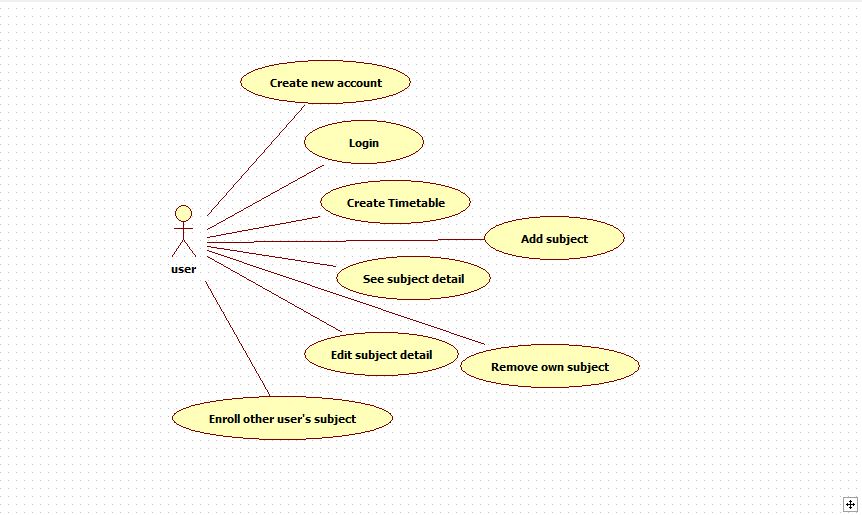 Create new account
Login
Create Timetable
Add subject
user
See subject detail
Edit subject detail
Remove own subject
Enroll other user's subject